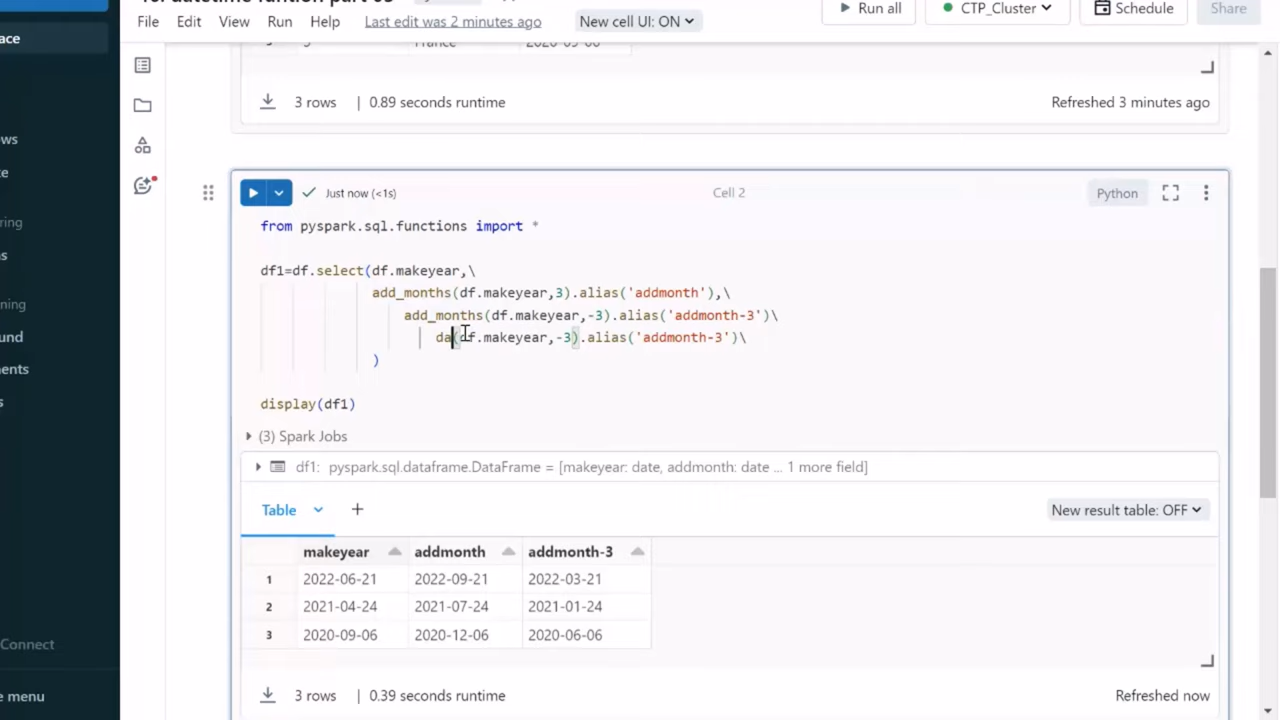 File Edit View Run Help Last edit was 2 minutes ago New cell UI: ON
Run all CTP_Cluster Schedule Share
3 rows | 0.89 seconds runtime Refreshed 3 minutes ago
Just now (<1s) Cell 2 Python
from pyspark.sql.functions import *
df1=df.select(df.makeyear,\
add_months(df.makeyear,3).alias('addmonth'),\
add_months(df.makeyear,-3).alias('addmonth-3')\
da(df.makeyear,-3).alias('addmonth-3')\
)
display(df1)
(3) Spark Jobs
df1: pyspark.sql.dataframe.DataFrame = [makeyear: date, addmonth: date ... 1 more field]
Table + New result table: OFF
makeyear addmonth addmonth-3
1 2022-06-21 2022-09-21 2022-03-21
2 2021-04-24 2021-07-24 2021-01-24
3 2020-09-06 2020-12-06 2020-06-06
3 rows | 0.39 seconds runtime Refreshed now
Connect
menu